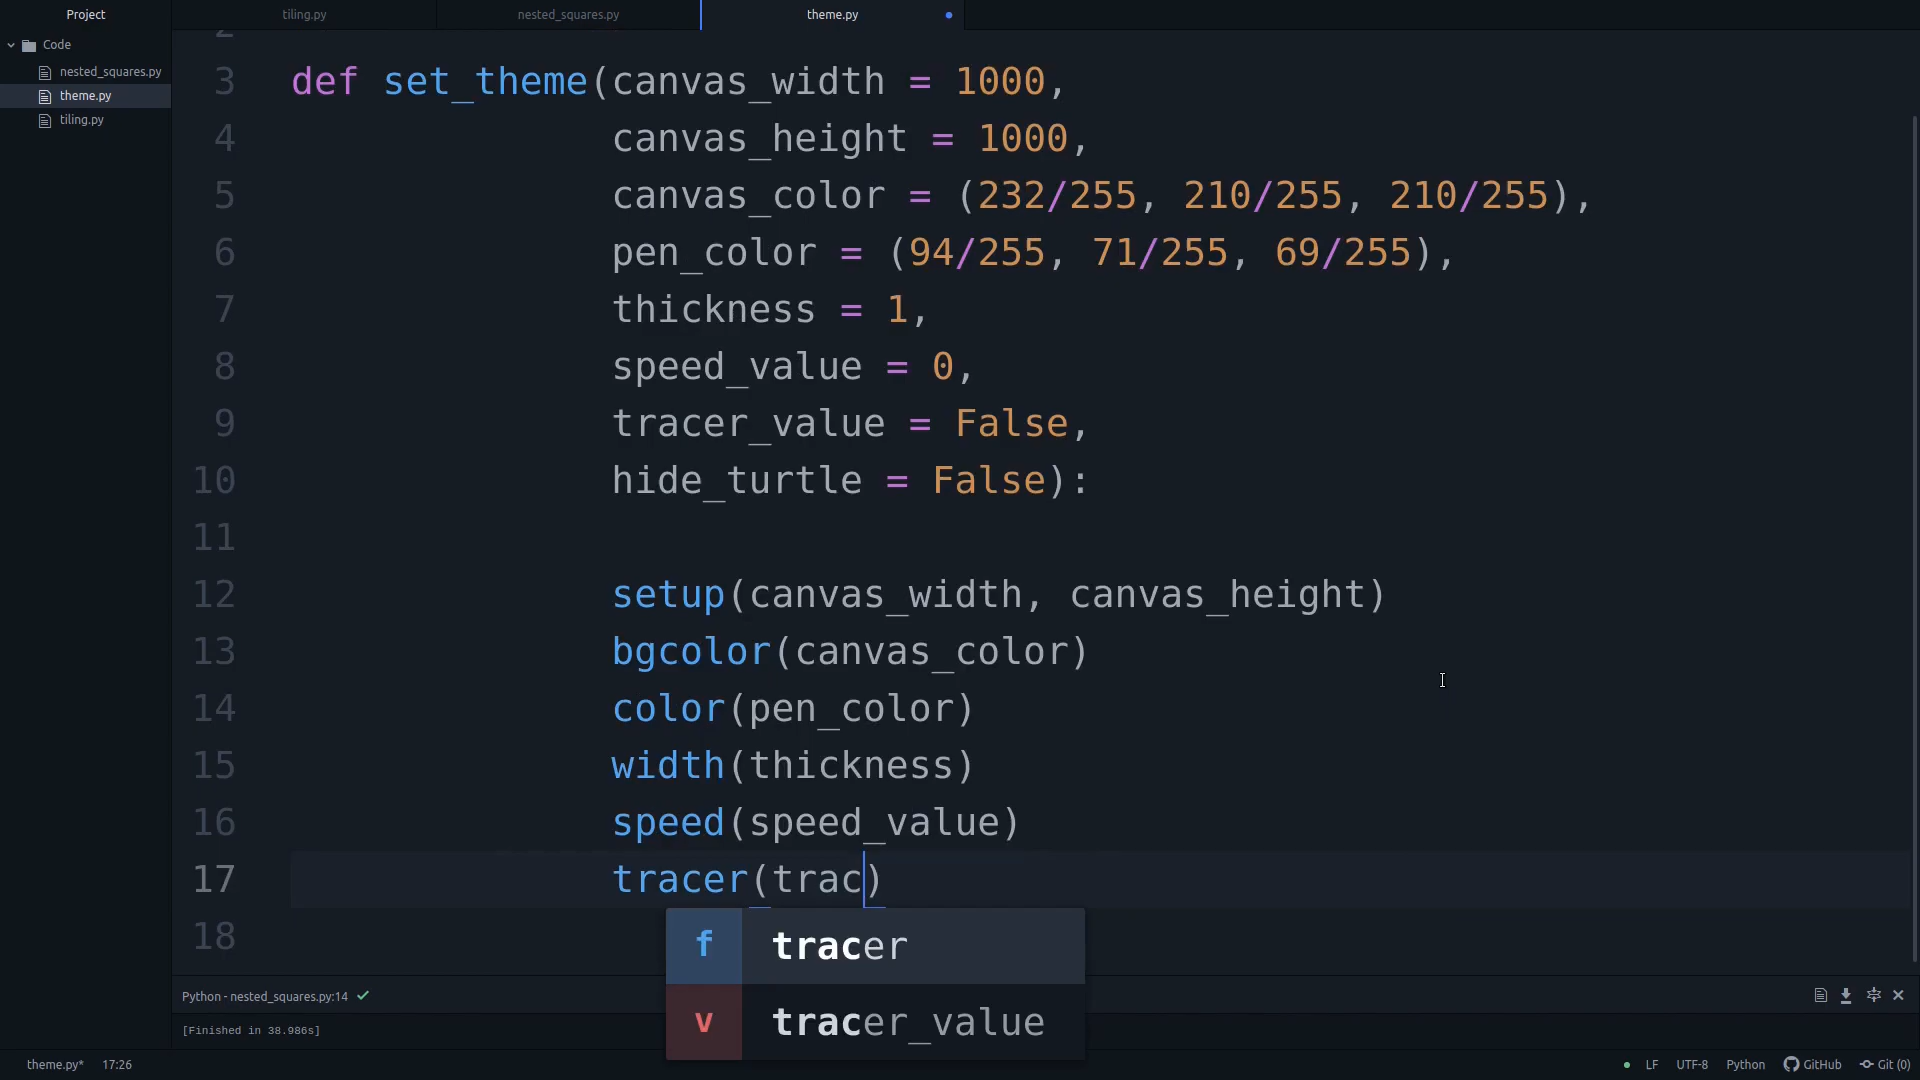 Project
tiling.py
nested_squares.py
theme.py
Code
nested_squares.py
theme.py
tiling.py
3 def set_theme(canvas_width = 1000,
4 canvas_height = 1000,
5 canvas_color = (232/255, 210/255, 210/255),
6 pen_color = (94/255, 71/255, 69/255),
7 thickness = 1,
8 speed_value = 0,
9 tracer_value = False,
10 hide_turtle = False):
11
12 setup(canvas_width, canvas_height)
13 bgcolor(canvas_color)
14 color(pen_color)
15 width(thickness)
16 speed(speed_value)
17 tracer(trac)
18
f tracer
v tracer_value
Python - nested_squares.py:14
[Finished in 38.986s]
theme.py* 17:26
LF UTF-8 Python GitHub Git (0)